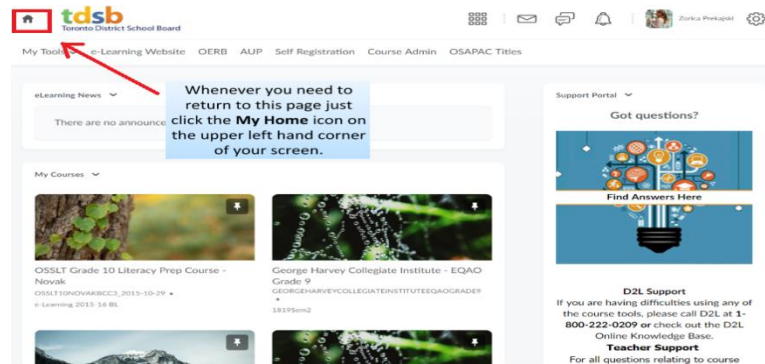 tdsb
Toronto District School Board
Zorica Prekajski
My Tools e-Learning Website OERB AUP Self Registration Course Admin OSAPAC Titles
Whenever you need to
return to this page just
click the My Home icon on
the upper left hand corner
of your screen.
eLearning News
There are no announce
My Courses
OSSLT Grade 10 Literacy Prep Course -
Novak
OSSLT10NOVAKBCC3_2015-10-29 •
e-Learning 2015-16 BL
George Harvey Collegiate Institute - EQAO
Grade 9
GEORGEHARVEYCOLLEGIATEINSTITUTEEQAOGRADE9
•
1819Sem2
Support Portal
Got questions?
Find Answers Here
D2L Support
If you are having difficulties using any of
the course tools, please call D2L at 1-
800-222-0209 or check out the D2L
Online Knowledge Base.
Teacher Support
For all questions relating to course